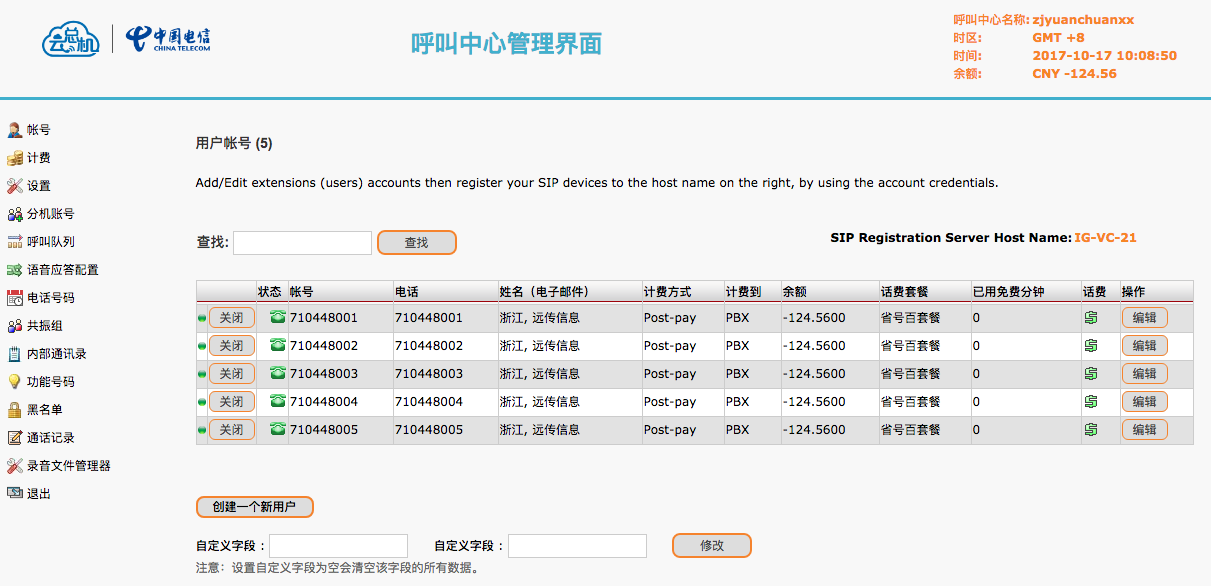 云总机 中国电信 CHINA TELECOM
呼叫中心管理界面
呼叫中心名称: zjyuanchuanxx
时区: GMT +8
时间: 2017-10-17 10:08:50
余额: CNY -124.56
帐号
计费
设置
分机账号
呼叫队列
语音应答配置
电话号码
共振组
内部通讯录
功能号码
黑名单
通话记录
录音文件管理器
退出
用户帐号 (5)
Add/Edit extensions (users) accounts then register your SIP devices to the host name on the right, by using the account credentials.
查找: 查找
SIP Registration Server Host Name: IG-VC-21
状态 帐号 电话 姓名（电子邮件） 计费方式 计费到 余额 话费套餐 已用免费分钟 话费 操作
关闭 710448001 710448001 浙江, 远传信息 Post-pay PBX -124.5600 省号百套餐 0 编辑
关闭 710448002 710448002 浙江, 远传信息 Post-pay PBX -124.5600 省号百套餐 0 编辑
关闭 710448003 710448003 浙江, 远传信息 Post-pay PBX -124.5600 省号百套餐 0 编辑
关闭 710448004 710448004 浙江, 远传信息 Post-pay PBX -124.5600 省号百套餐 0 编辑
关闭 710448005 710448005 浙江, 远传信息 Post-pay PBX -124.5600 省号百套餐 0 编辑
创建一个新用户
自定义字段： 自定义字段： 修改
注意：设置自定义字段为空会清空该字段的所有数据。